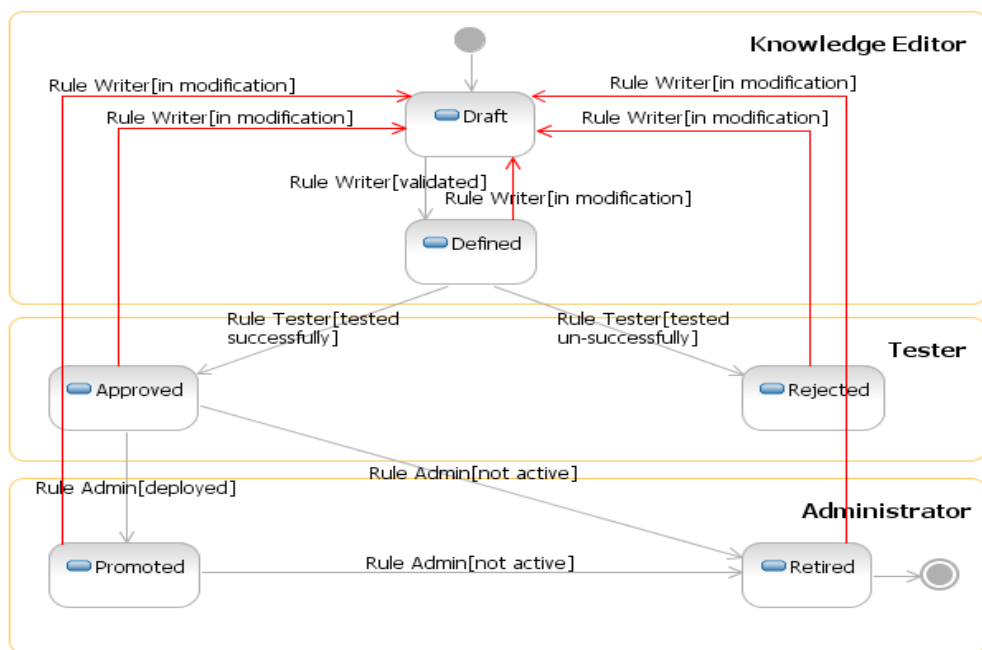 Knowledge Editor
Rule Writer[in modification]
Rule Writer[in modification]
Draft
Rule Writer[in modification]
Rule Writer[in modification]
Rule Writer[validated]
Rule Writer[in modification]
Defined
Rule Tester[tested
successfully]
Rule Tester[tested
un-successfully]
Tester
Approved
Rejected
Rule Admin[not active]
Rule Admin[deployed]
Administrator
Promoted
Rule Admin[not active]
Retired